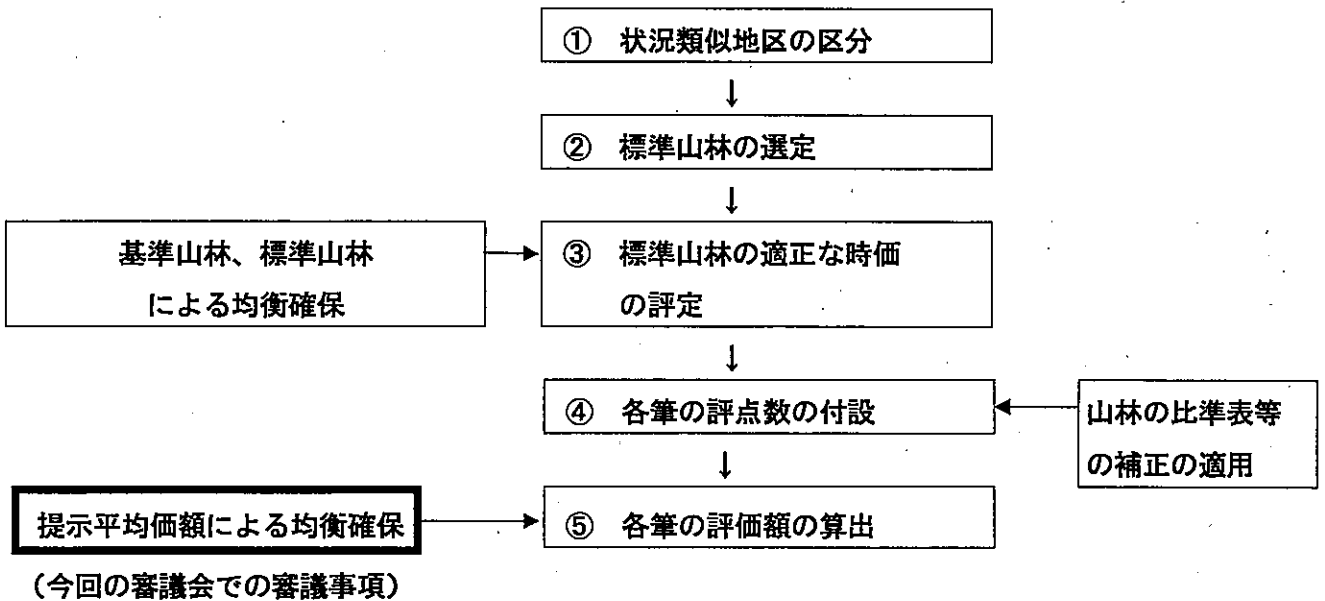 ① 状況類似地区の区分
↓
② 標準山林の選定
↓
基準山林、標準山林
による均衡確保
③ 標準山林の適正な時価
の評定
↓
④ 各筆の評点数の付設
山林の比準表等
の補正の適用
↓
提示平均価額による均衡確保
⑤ 各筆の評価額の算出
（今回の審議会での審議事項）